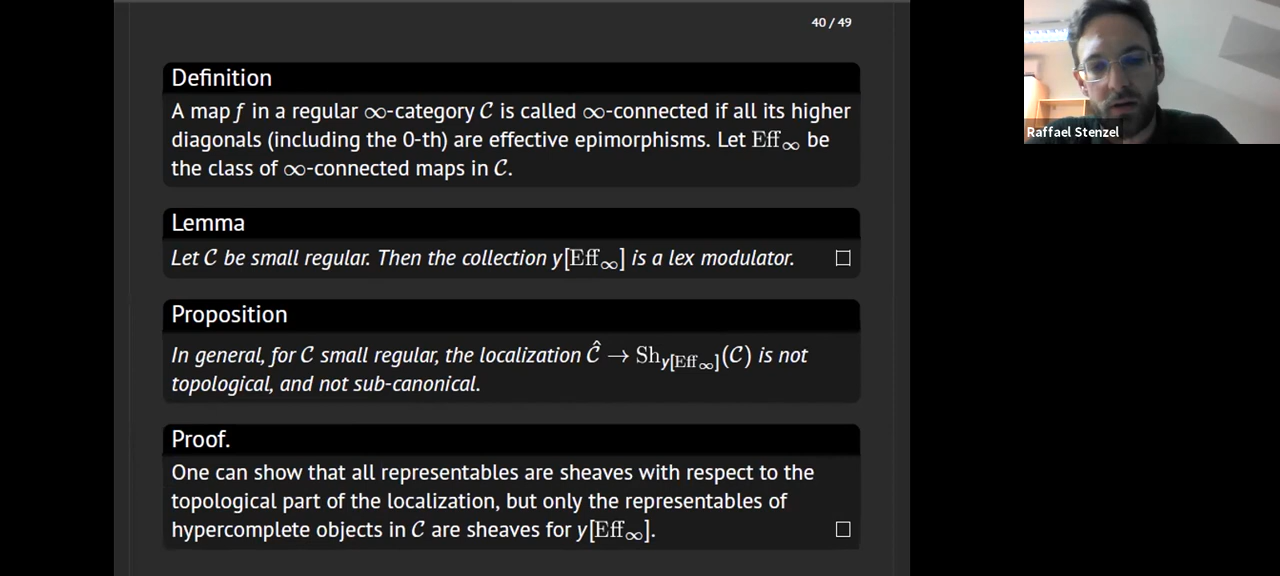 40 / 49
Definition
A map f in a regular ∞-category 𝒞 is called ∞-connected if all its higher
diagonals (including the 0-th) are effective epimorphisms. Let Eff∞ be
the class of ∞-connected maps in 𝒞.
Lemma
Let 𝒞 be small regular. Then the collection y[Eff∞] is a lex modulator. □
Proposition
In general, for 𝒞 small regular, the localization 𝒞̂ → Sh_y[Eff∞](𝒞) is not
topological, and not sub-canonical.
Proof.
One can show that all representables are sheaves with respect to the
topological part of the localization, but only the representables of
hypercomplete objects in 𝒞 are sheaves for y[Eff∞]. □
Raffael Stenzel